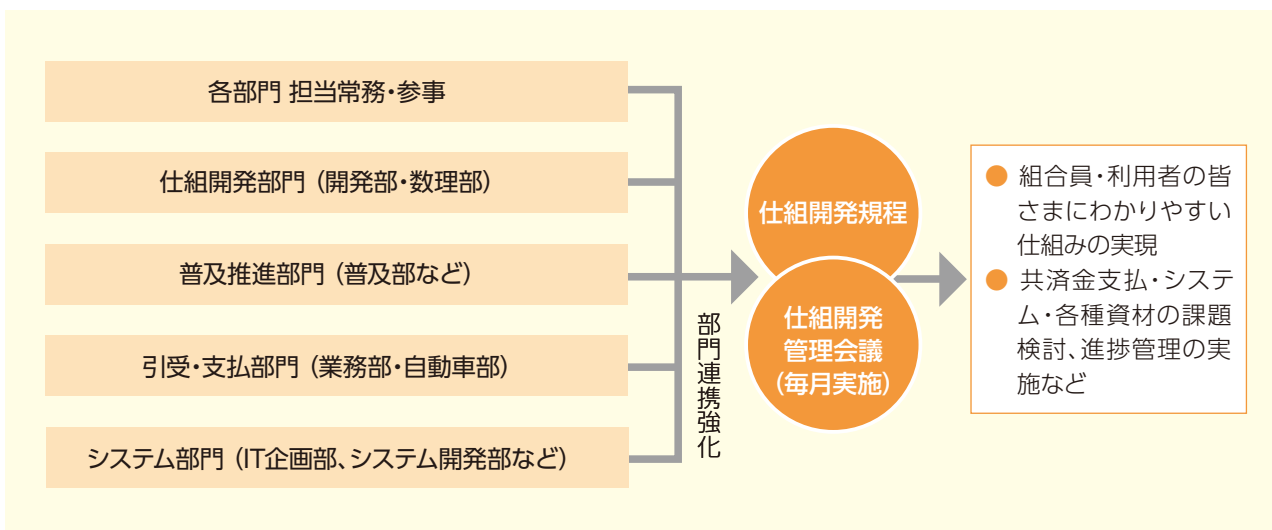 各部門 担当常務・参事
仕組開発部門（開発部・数理部）
普及推進部門（普及部など）
引受・支払部門（業務部・自動車部）
システム部門（IT企画部、システム開発部など）
部門連携強化
仕組開発規程
仕組開発
管理会議
（毎月実施）
● 組合員・利用者の皆
さまにわかりやすい
仕組みの実現
● 共済金支払・システ
ム・各種資材の課題
検討、進捗管理の実
施など